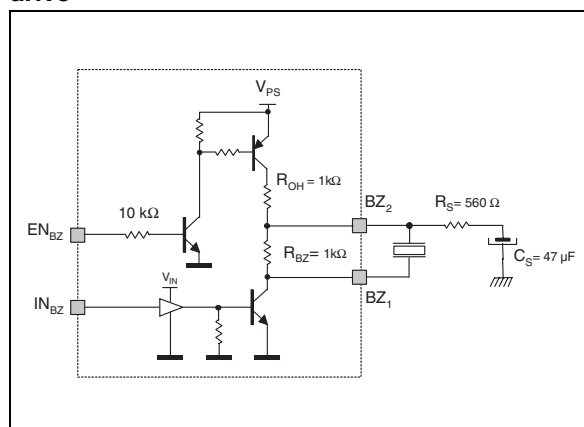 V_PS
R_OH = 1kΩ
BZ_2
R_S = 560 Ω
10 kΩ
EN_BZ
R_BZ = 1kΩ
C_S = 47 µF
V_IN
IN_BZ
BZ_1